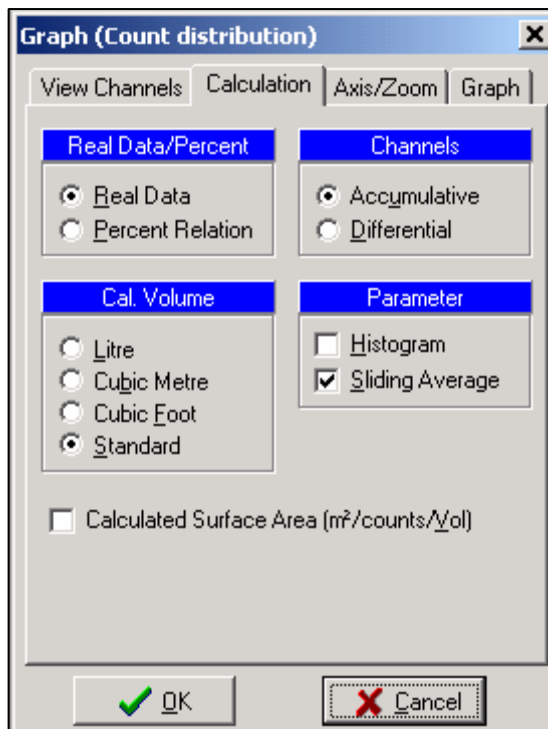 Graph (Count distribution)
View Channels
Calculation
Axis/Zoom
Graph
Real Data/Percent
Real Data
Percent Relation
Channels
Accumulative
Differential
Cal. Volume
Litre
Cubic Metre
Cubic Foot
Standard
Parameter
Histogram
Sliding Average
Calculated Surface Area (m²/counts/Vol)
OK
Cancel